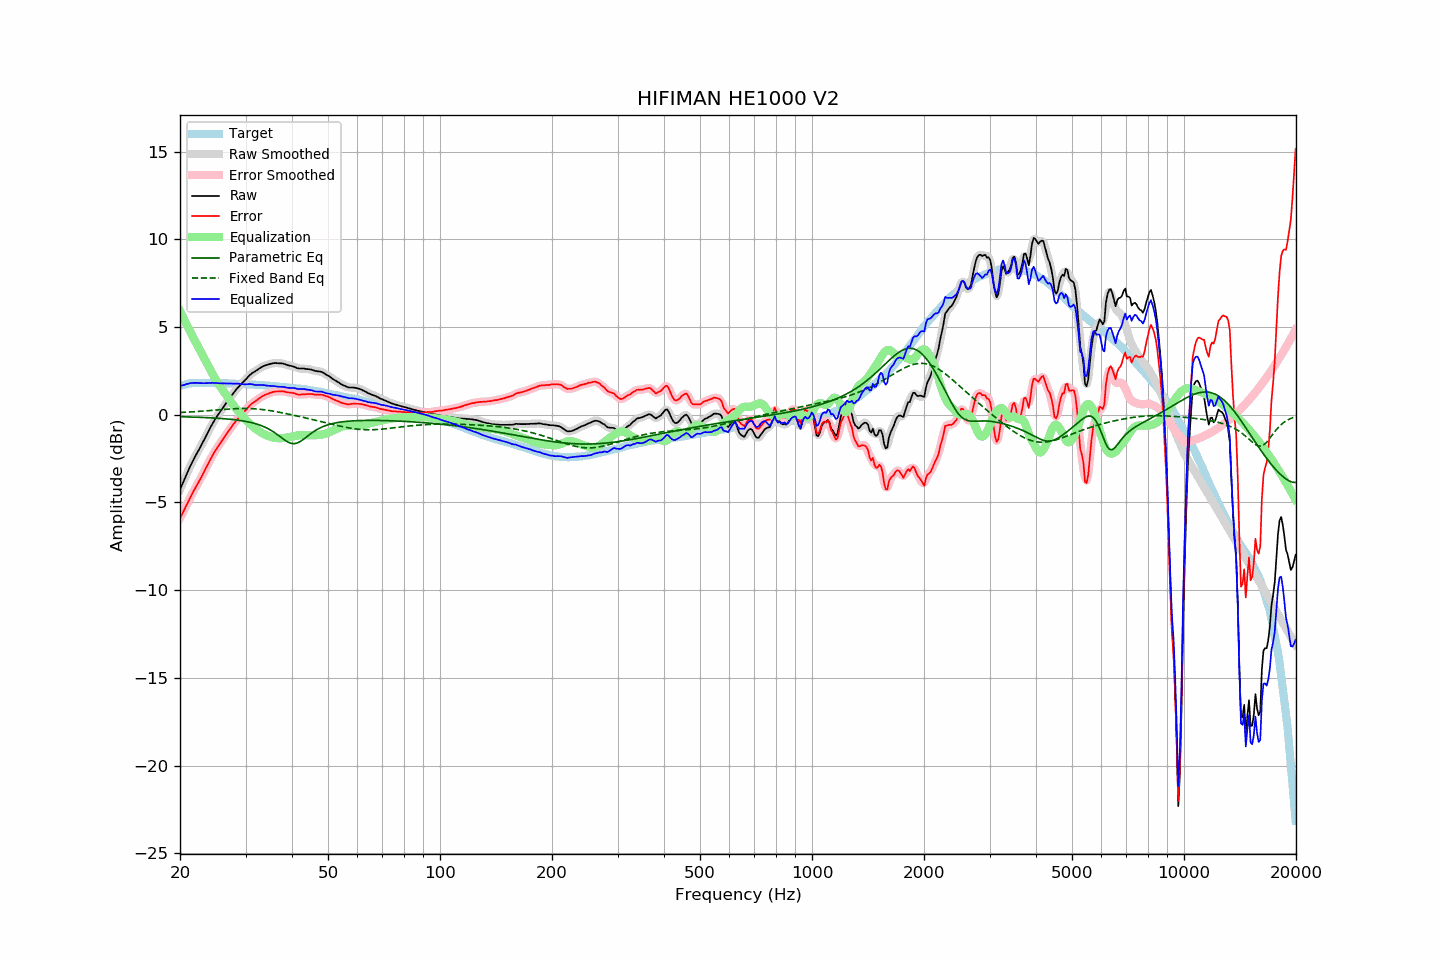 HIFIMAN HE1000 V2
Target
Raw Smoothed
Error Smoothed
Raw
Error
Equalization
Parametric Eq
Fixed Band Eq
Equalized
15
10
5
0
−5
−10
−15
−20
−25
Amplitude (dBr)
20 50 100 200 500 1000 2000 5000 10000 20000
Frequency (Hz)